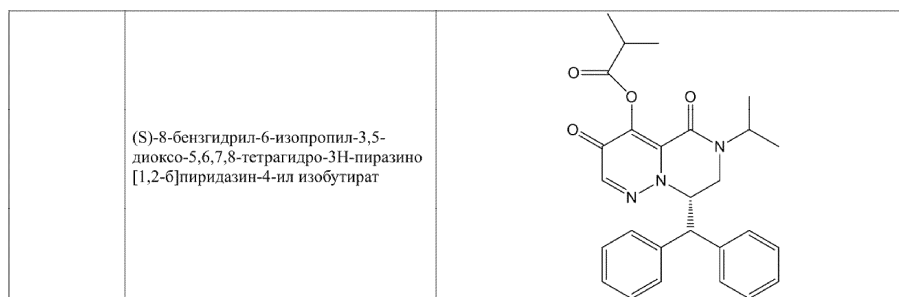 (S)-8-бензгидрил-6-изопропил-3,5-
диоксо-5,6,7,8-тетрагидро-3Н-пиразино
[1,2-б]пиридазин-4-ил изобутират
O
O
O
O
N
N
N